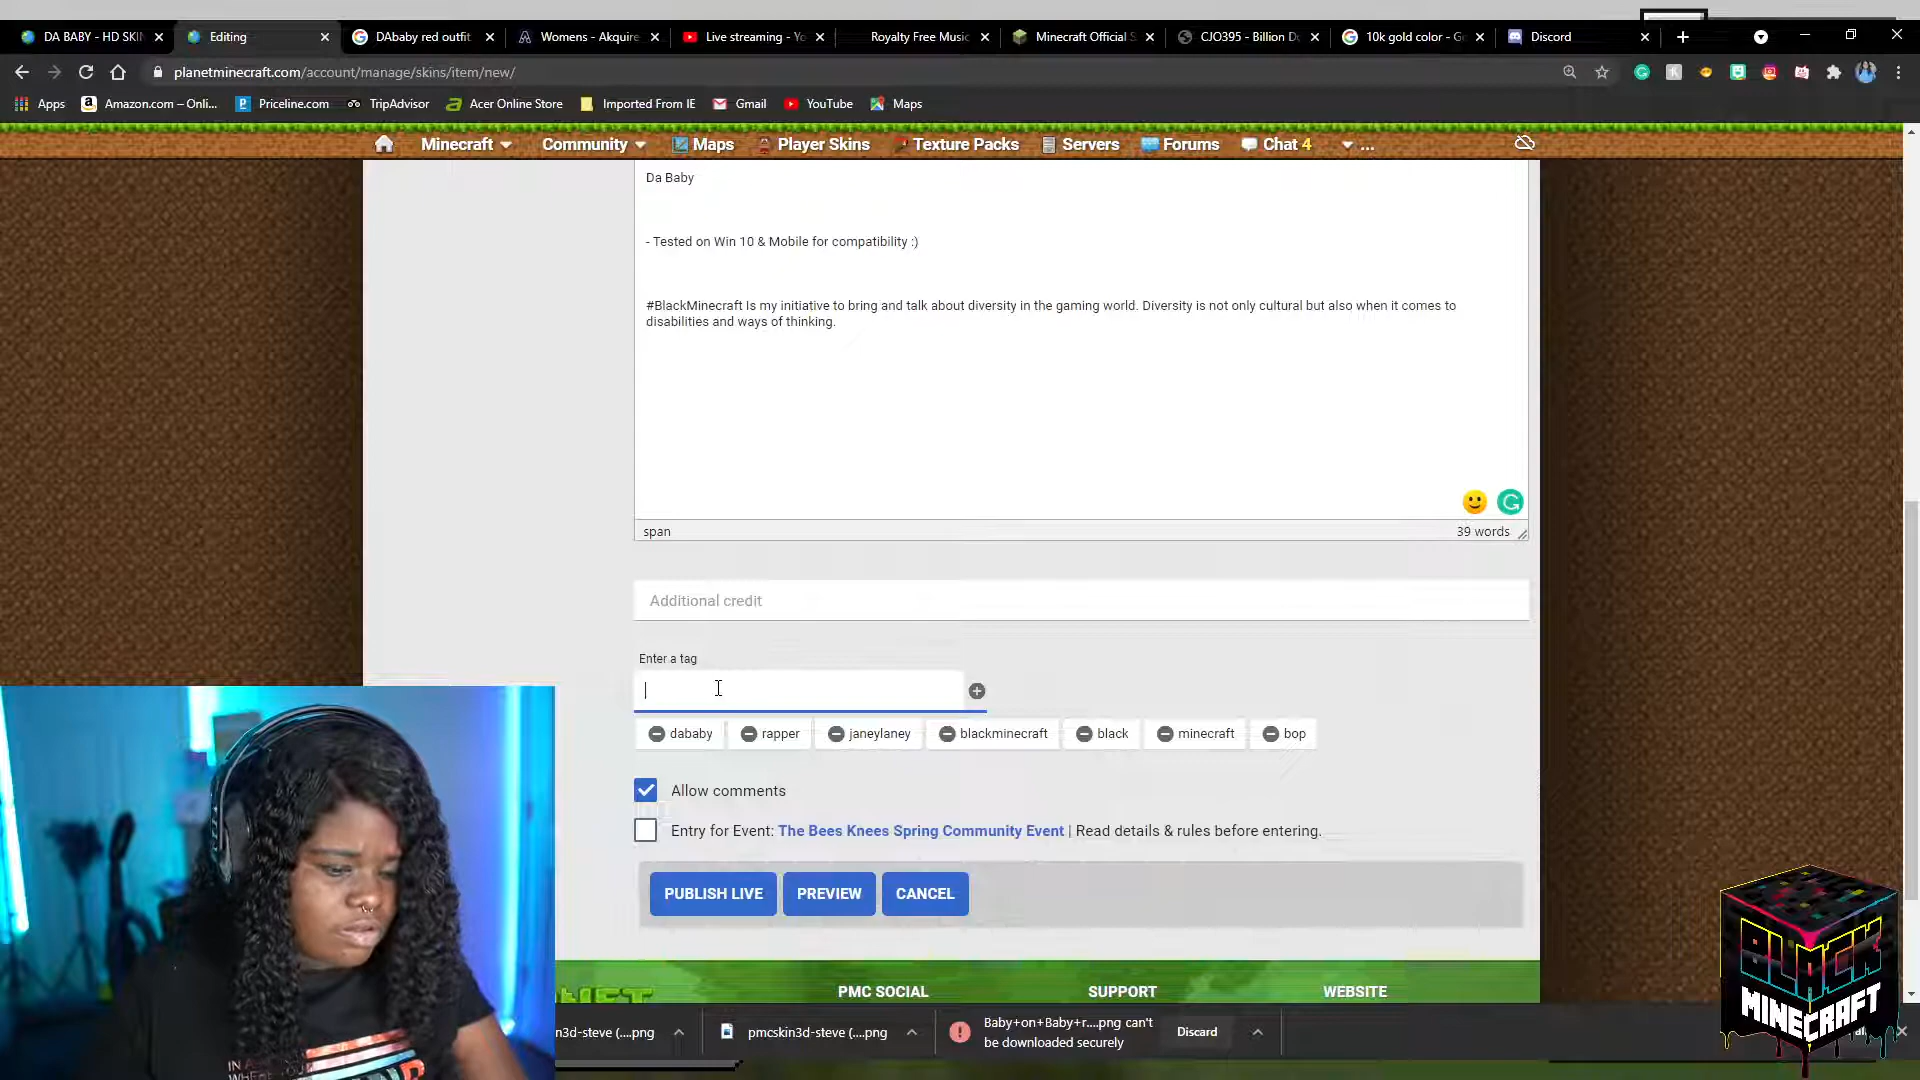 DA BABY - HD SKIN
Editing
DAbaby red outfit
Womens - Akquire
Live streaming - Yo
Royalty Free Music
Minecraft Official S
CJO395 - Billion Du
10k gold color - Go
Discord
planetminecraft.com/account/manage/skins/item/new/
Apps
Amazon.com – Onli...
Priceline.com
TripAdvisor
Acer Online Store
Imported From IE
Gmail
YouTube
Maps
Minecraft
Community
Maps
Player Skins
Texture Packs
Servers
Forums
Chat 4
...
Da Baby
- Tested on Win 10 & Mobile for compatibility :)
#BlackMinecraft Is my initiative to bring and talk about diversity in the gaming world. Diversity is not only cultural but also when it comes to
disabilities and ways of thinking.
span
39 words
Additional credit
Enter a tag
dababy
rapper
janeylaney
blackminecraft
black
minecraft
bop
Allow comments
Entry for Event: The Bees Knees Spring Community Event | Read details & rules before entering.
PUBLISH LIVE
PREVIEW
CANCEL
PMC SOCIAL
SUPPORT
WEBSITE
n3d-steve (....png
pmcskin3d-steve (....png
Baby+on+Baby+r....png can't
be downloaded securely
Discard
BLACK
MINECRAFT
IN A